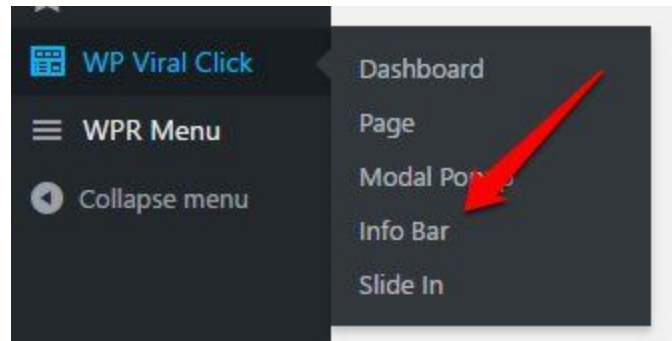 WP Viral Click
WPR Menu
Collapse menu
Dashboard
Page
Modal
Info Bar
Slide In